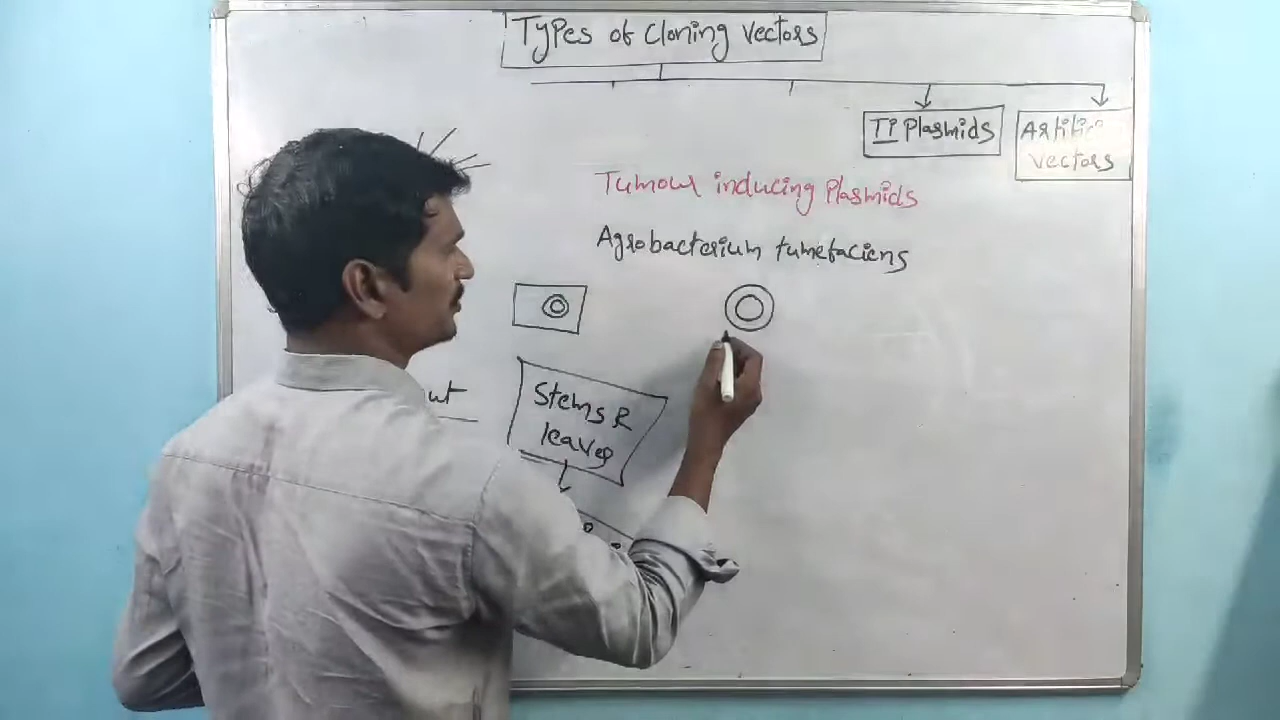 Types of Cloning Vectors
TI Plasmids
Vectors
Tumour inducing Plasmids
Agrobacterium tumefaciens
Stems &
leaves